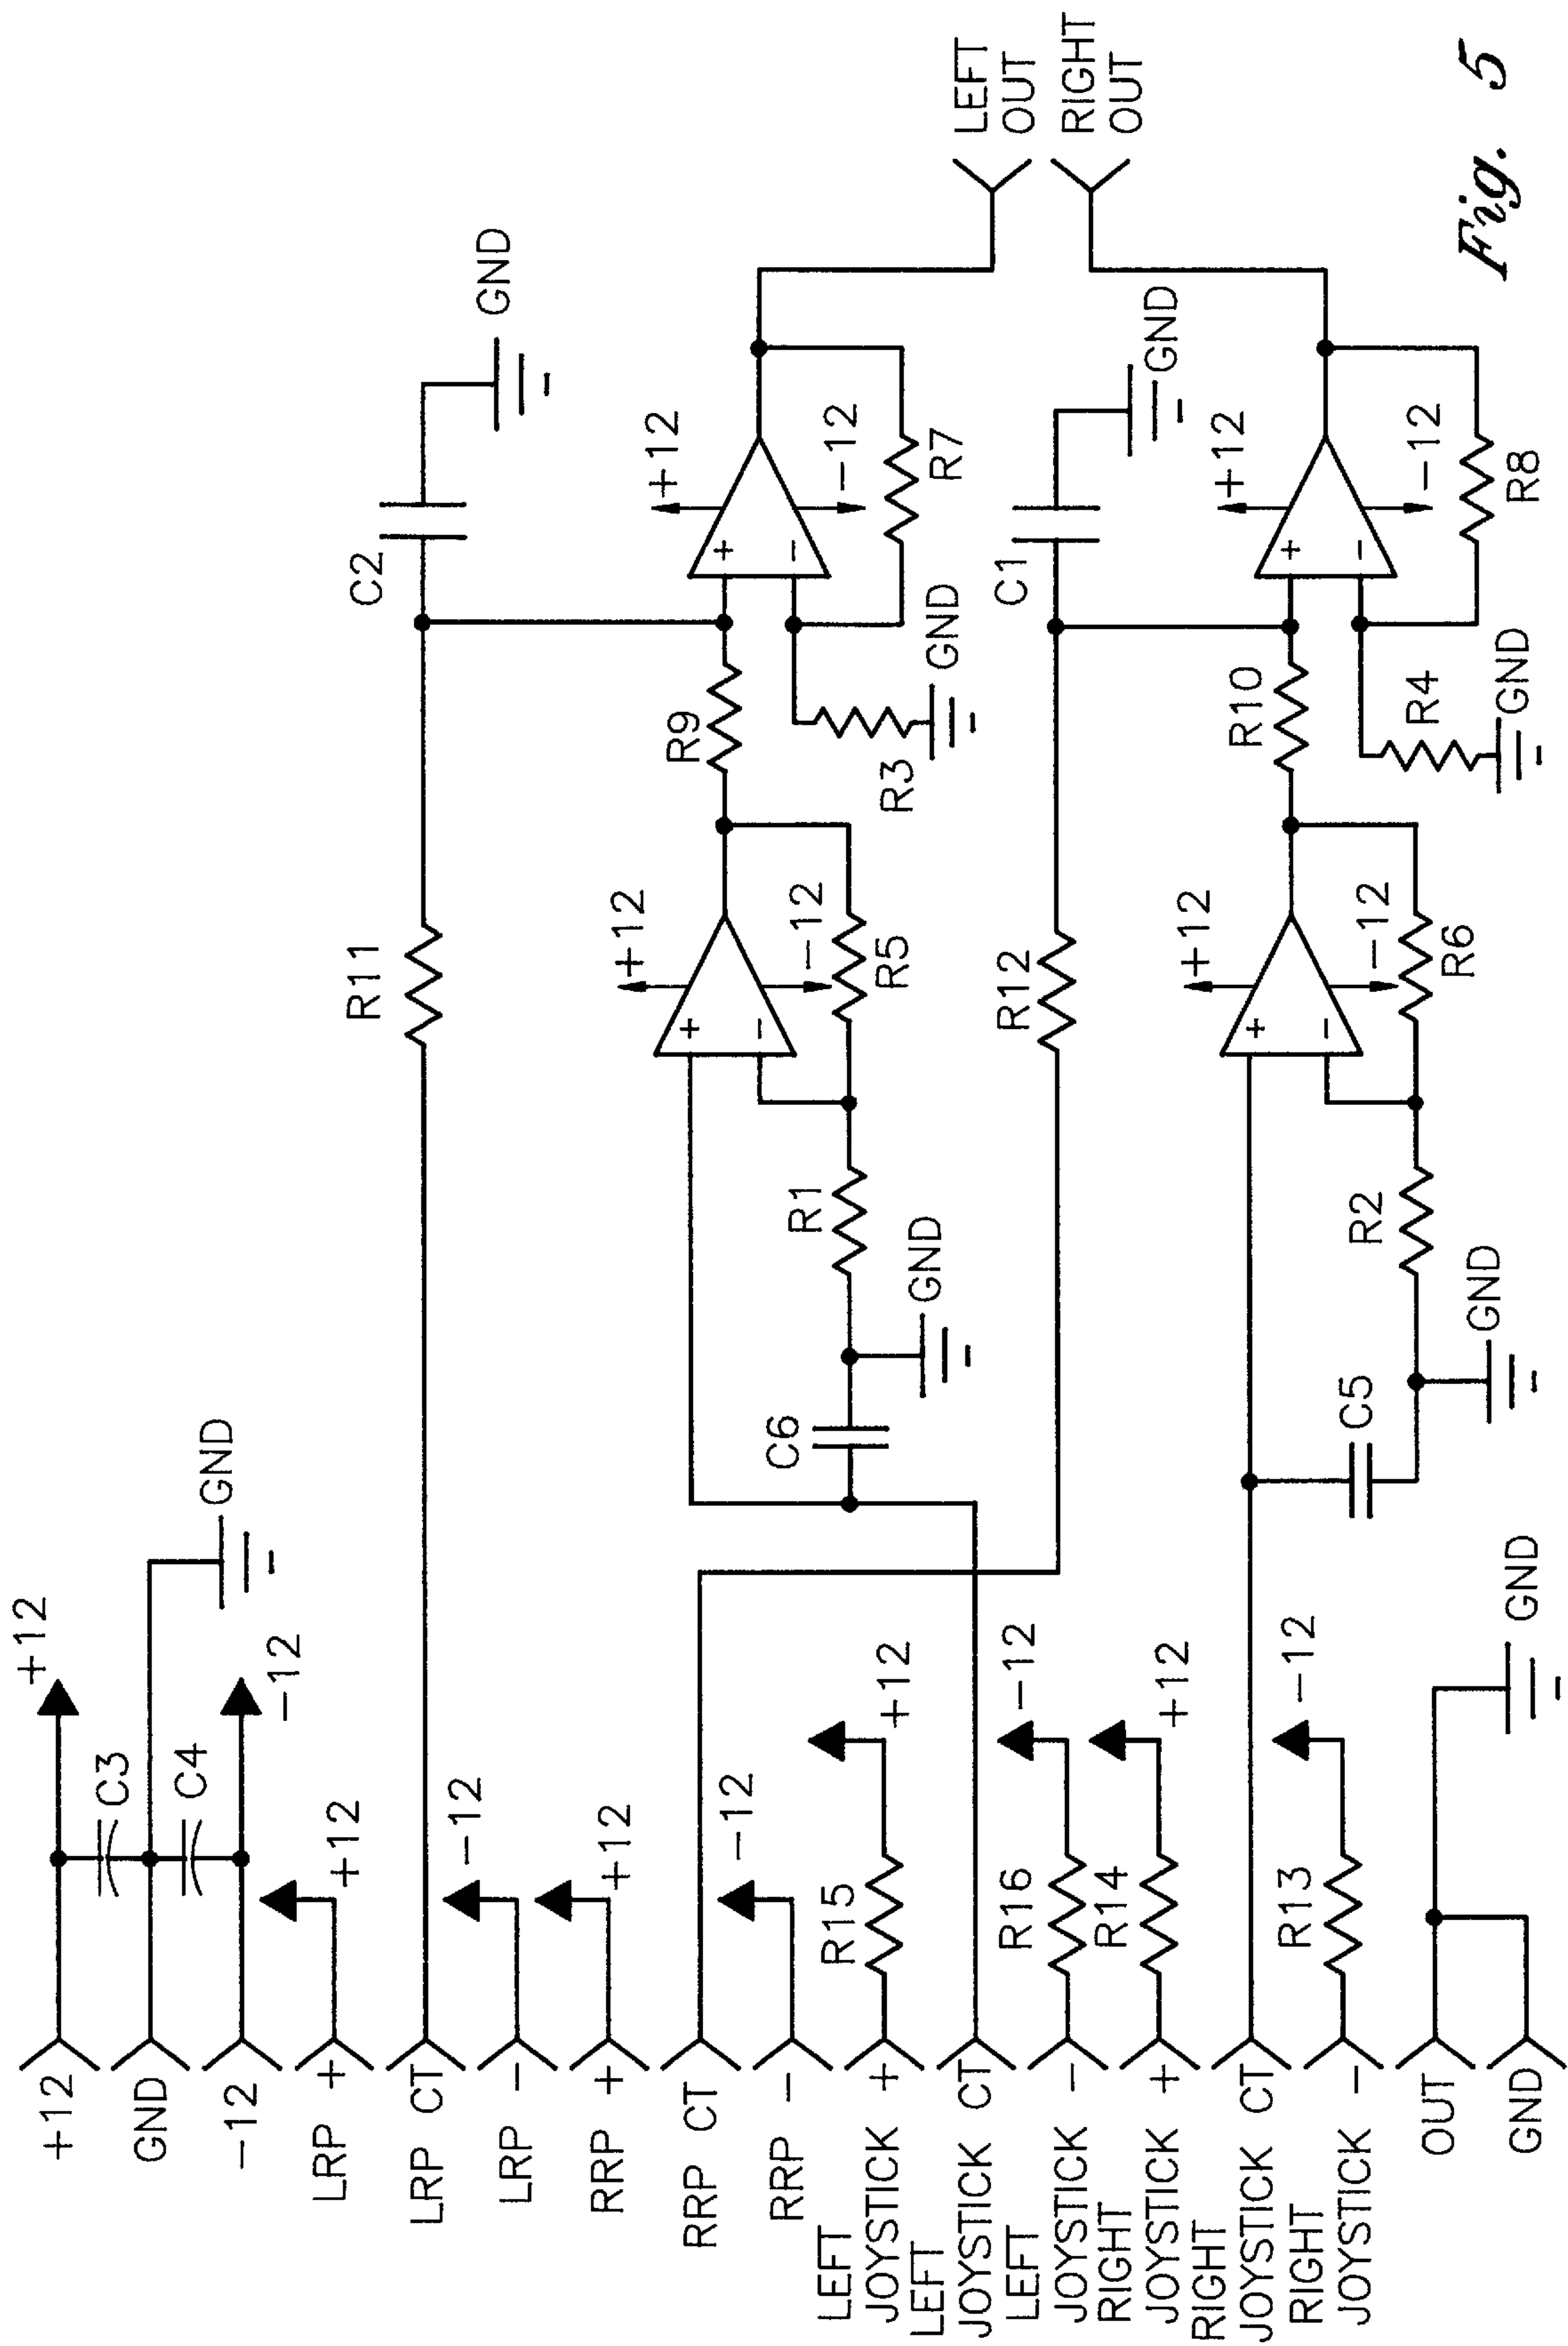 +12
GND
-12
LRP +
LRP CT
LRP -
RRP +
RRP CT
RRP -
LEFT
JOYSTICK +
LEFT
JOYSTICK CT
LEFT
JOYSTICK -
RIGHT
JOYSTICK +
RIGHT
JOYSTICK CT
RIGHT
JOYSTICK -
OUT
GND
+12
C3
C4
GND
-12
+12
-12
+12
-12
R15
+12
R16
-12
R14
+12
R13
-12
GND
R11
C2
GND
C6
GND
R1
+12
+
-
-12
R5
R9
R3
GND
+12
+
-
-12
R7
R12
C1
GND
C5
GND
R2
+12
+
-
-12
R6
R10
R4
GND
+12
+
-
-12
R8
LEFT
OUT
RIGHT
OUT
Fig. 5